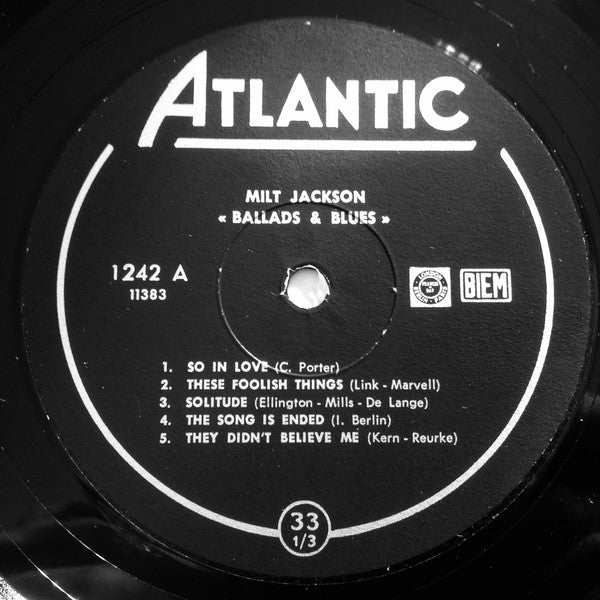 ATLANTIC
MILT JACKSON
« BALLADS & BLUES »
1242 A
11383
BIEM
1. SO IN LOVE (C. Porter)
2. THESE FOOLISH THINGS (Link - Marvell)
3. SOLITUDE (Ellington - Mills - De Lange)
4. THE SONG IS ENDED (I. Berlin)
5. THEY DIDN'T BELIEVE ME (Kern - Reurke)
33
1/3